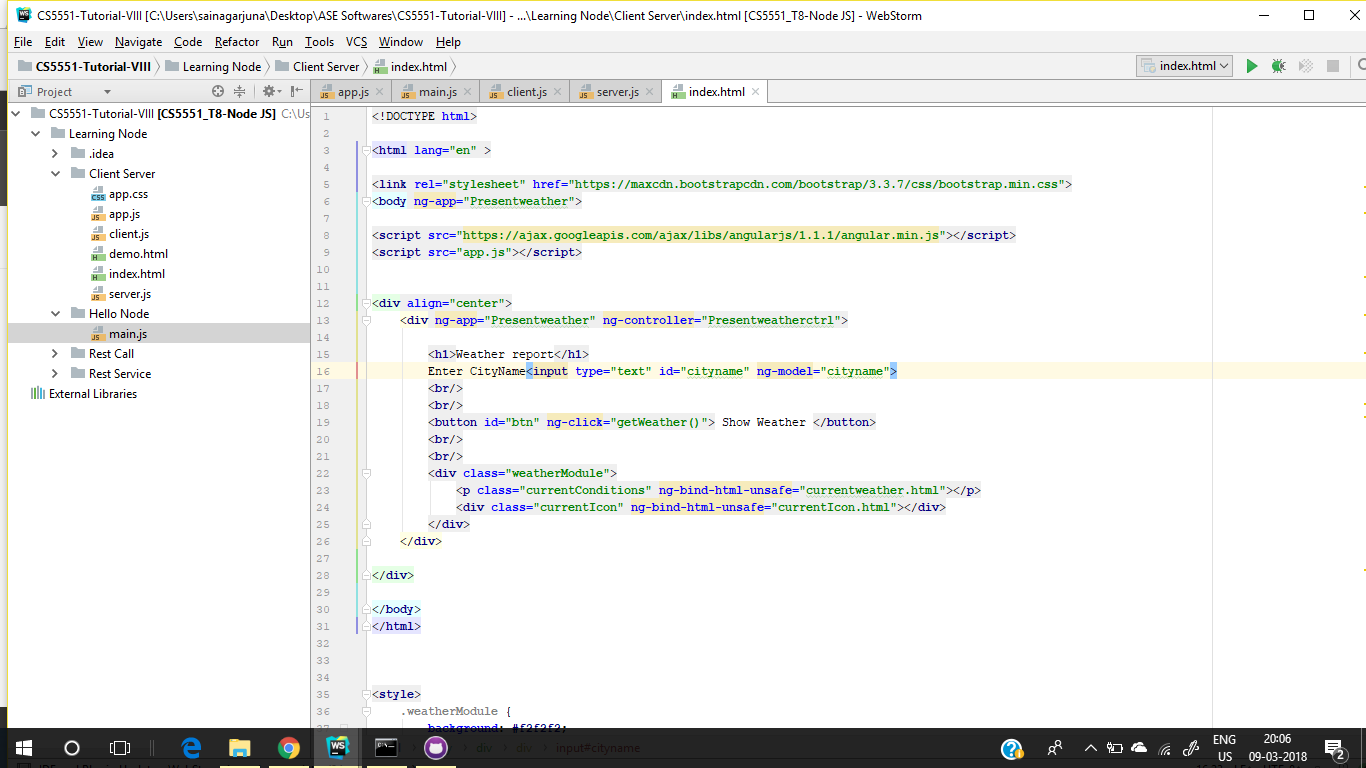 CS5551-Tutorial-VIII [C:\Users\sainagarjuna\Desktop\ASE Softwares\CS5551-Tutorial-VIII] - ...\Learning Node\Client Server\index.html [CS5551_T8-Node JS] - WebStorm
File Edit View Navigate Code Refactor Run Tools VCS Window Help
CS5551-Tutorial-VIII Learning Node Client Server index.html index.html
Project app.js main.js client.js server.js index.html
CS5551-Tutorial-VIII [CS5551_T8-Node JS] C:\Us
Learning Node
.idea
Client Server
app.css
app.js
client.js
demo.html
index.html
server.js
Hello Node
main.js
Rest Call
Rest Service
External Libraries
1 <!DOCTYPE html>
2
3 <html lang="en" >
4
5 <link rel="stylesheet" href="https://maxcdn.bootstrapcdn.com/bootstrap/3.3.7/css/bootstrap.min.css">
6 <body ng-app="Presentweather">
7
8 <script src="https://ajax.googleapis.com/ajax/libs/angularjs/1.1.1/angular.min.js"></script>
9 <script src="app.js"></script>
10
11
12 <div align="center">
13 <div ng-app="Presentweather" ng-controller="Presentweatherctrl">
14
15 <h1>Weather report</h1>
16 Enter CityName<input type="text" id="cityname" ng-model="cityname">
17 <br/>
18 <br/>
19 <button id="btn" ng-click="getWeather()"> Show Weather </button>
20 <br/>
21 <br/>
22 <div class="weatherModule">
23 <p class="currentConditions" ng-bind-html-unsafe="currentweather.html"></p>
24 <div class="currentIcon" ng-bind-html-unsafe="currentIcon.html"></div>
25 </div>
26 </div>
27
28 </div>
29
30 </body>
31 </html>
32
33
34
35 <style>
36 .weatherModule {
background: #f2f2f2;
div div input#cityname
ENG
US
20:06
09-03-2018
2